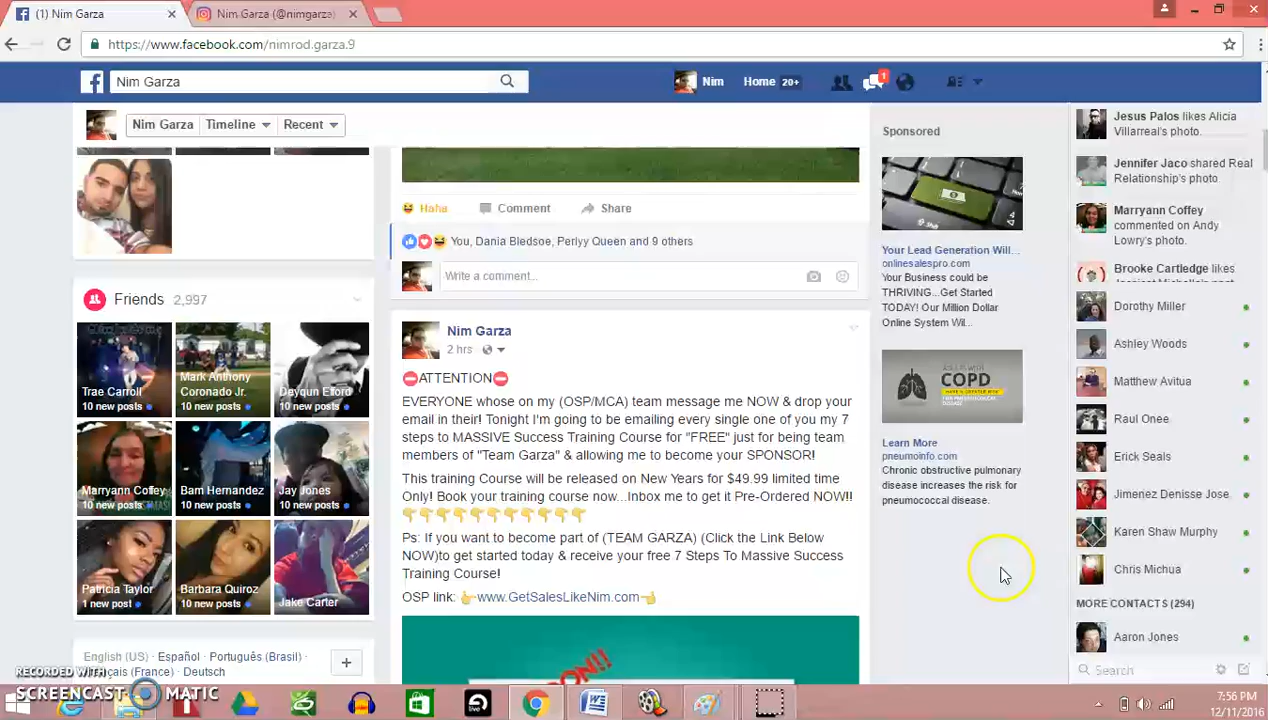 (1) Nim Garza
Nim Garza (@nimgarza)
https://www.facebook.com/nimrod.garza.9
Nim Garza
Nim
Home 20+
1
Nim Garza
Timeline
Recent
Haha
Comment
Share
You, Dania Bledsoe, Perlyy Queen and 9 others
Write a comment...
Friends 2,997
Trae Carroll
10 new posts
Mark Anthony
Coronado Jr.
10 new posts
10 new posts
Marryann Coffey
10 new posts
Bam Hernandez
10 new posts
Jay Jones
10 new posts
Patricia Taylor
1 new post
Barbara Quiroz
10 new posts
Jake Carter
English (US) · Español · Português (Brasil) ·
Français (France) · Deutsch
Nim Garza
2 hrs
⛔ATTENTION⛔
EVERYONE whose on my (OSP/MCA) team message me NOW & drop your
email in their! Tonight I'm going to be emailing every single one of you my 7
steps to MASSIVE Success Training Course for "FREE" just for being team
members of "Team Garza" & allowing me to become your SPONSOR!
This training Course will be released on New Years for $49.99 limited time
Only! Book your training course now...Inbox me to get it Pre-Ordered NOW!!
👇👇👇👇👇👇👇👇👇👇👇
Ps: If you want to become part of (TEAM GARZA) (Click the Link Below
NOW)to get started today & receive your free 7 Steps To Massive Success
Training Course!
OSP link: 👉www.GetSalesLikeNim.com👈
OON!!
Sponsored
Shift
Your Lead Generation Will...
onlinesalespro.com
Your Business could be
THRIVING...Get Started
TODAY! Our Million Dollar
Online System Wil...
COPD
Learn More
pneumoinfo.com
Chronic obstructive pulmonary
disease increases the risk for
pneumococcal disease.
Jesus Palos likes Alicia
Villarreal's photo.
Jennifer Jaco shared Real
Relationship's photo.
Marryann Coffey
commented on Andy
Lowry's photo.
Brooke Cartledge likes
Dorothy Miller
Ashley Woods
Matthew Avitua
Raul Onee
Erick Seals
Jimenez Denisse Jose
Karen Shaw Murphy
Chris Michua
MORE CONTACTS (294)
Aaron Jones
Search
RECORDED WITH
SCREENCAST-O-MATIC
live
7:56 PM
12/11/2016